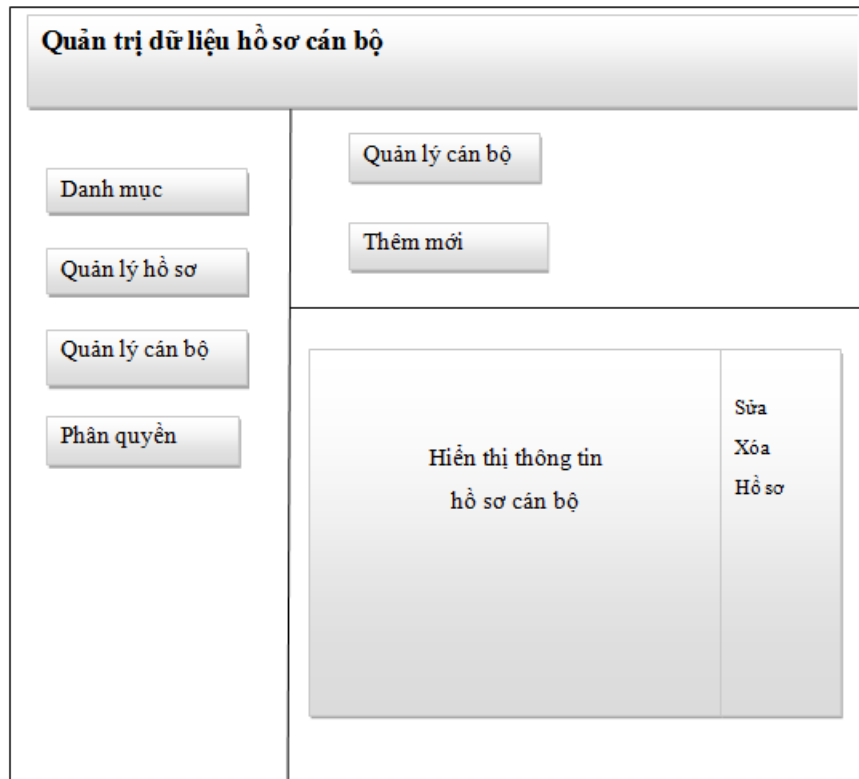 Quản trị dữ liệu hồ sơ cán bộ
Danh mục
Quản lý hồ sơ
Quản lý cán bộ
Phân quyền
Quản lý cán bộ
Thêm mới
Hiển thị thông tin
hồ sơ cán bộ
Sửa
Xóa
Hồ sơ